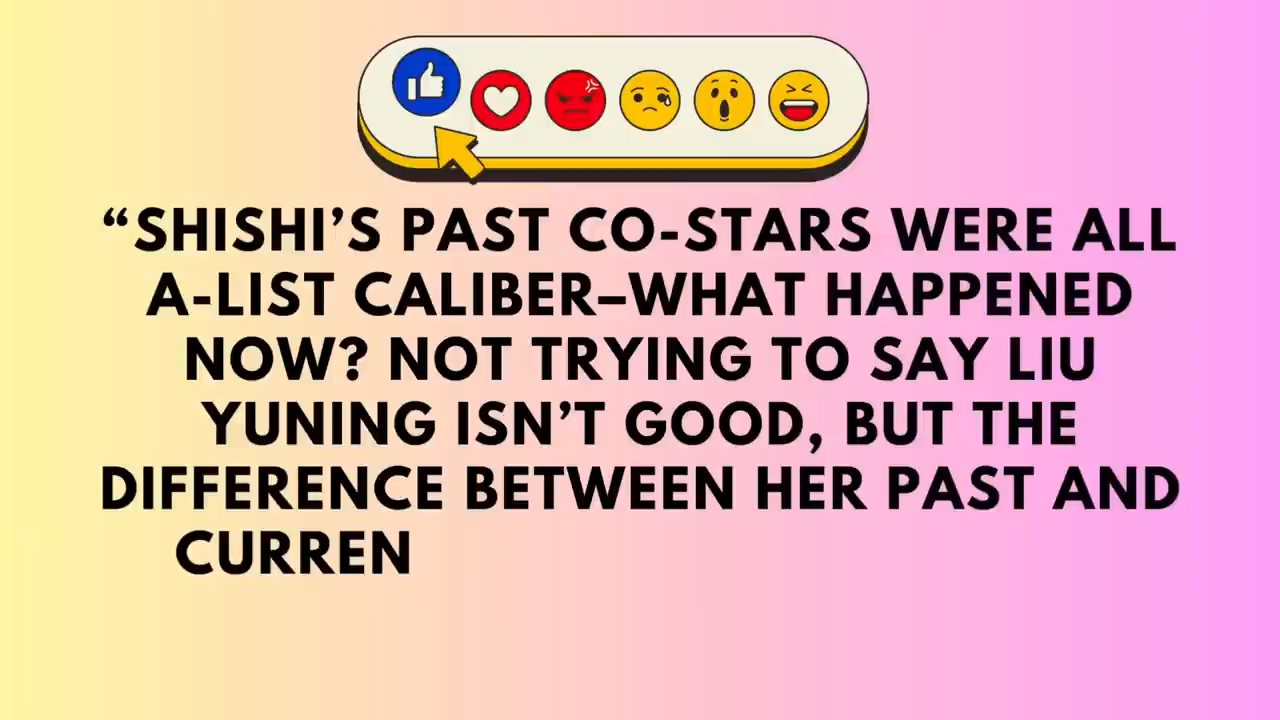 “SHISHI’S PAST CO-STARS WERE ALL
A-LIST CALIBER–WHAT HAPPENED
NOW? NOT TRYING TO SAY LIU
YUNING ISN’T GOOD, BUT THE
DIFFERENCE BETWEEN HER PAST AND
CURREN